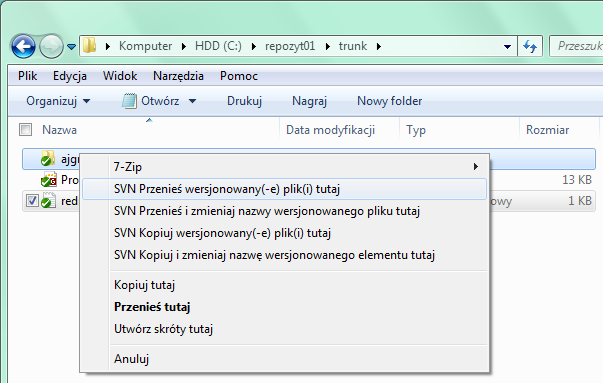 Komputer HDD (C:) repozyt01 trunk Przeszuk
Plik Edycja Widok Narzędzia Pomoc
Organizuj Otwórz Drukuj Nagraj Nowy folder
Nazwa Data modyfikacji Typ Rozmiar
ajg
Pro 13 KB
red owy 1 KB
7-Zip
SVN Przenieś wersjonowany(-e) plik(i) tutaj
SVN Przenieś i zmieniaj nazwy wersjonowanego pliku tutaj
SVN Kopiuj wersjonowany(-e) plik(i) tutaj
SVN Kopiuj i zmieniaj nazwę wersjonowanego elementu tutaj
Kopiuj tutaj
Przenieś tutaj
Utwórz skróty tutaj
Anuluj